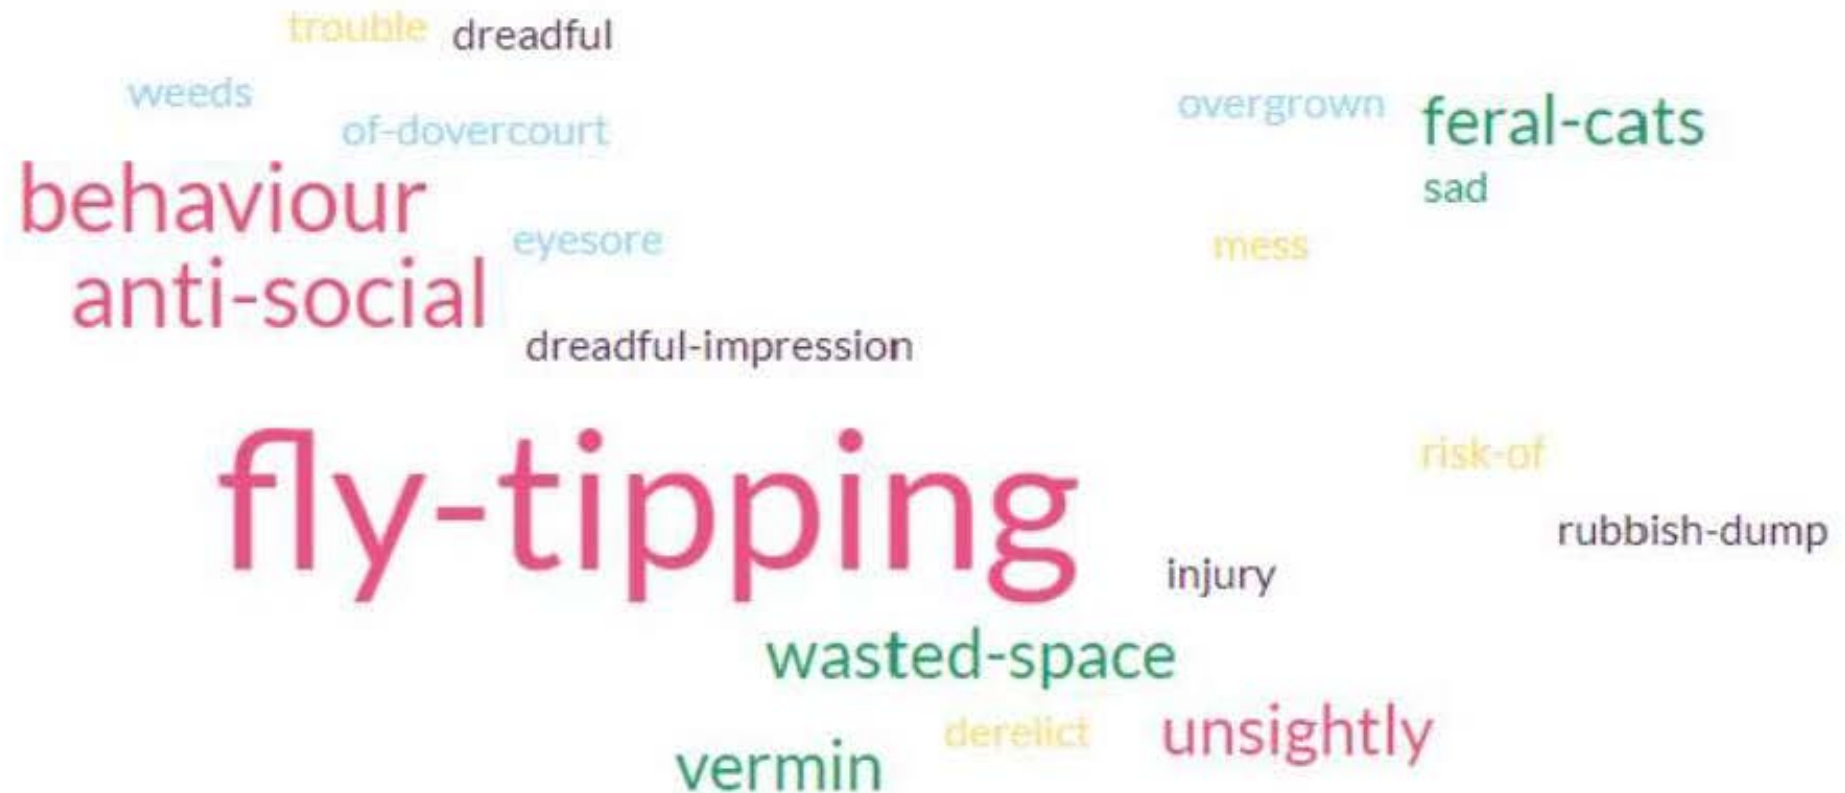 trouble dreadful
weeds
of-dovercourt
overgrown feral-cats
behaviour
sad
eyesore
mess
anti-social
dreadful-impression
fly-tipping
risk-of
rubbish-dump
injury
wasted-space
unsightly
derelict
vermin